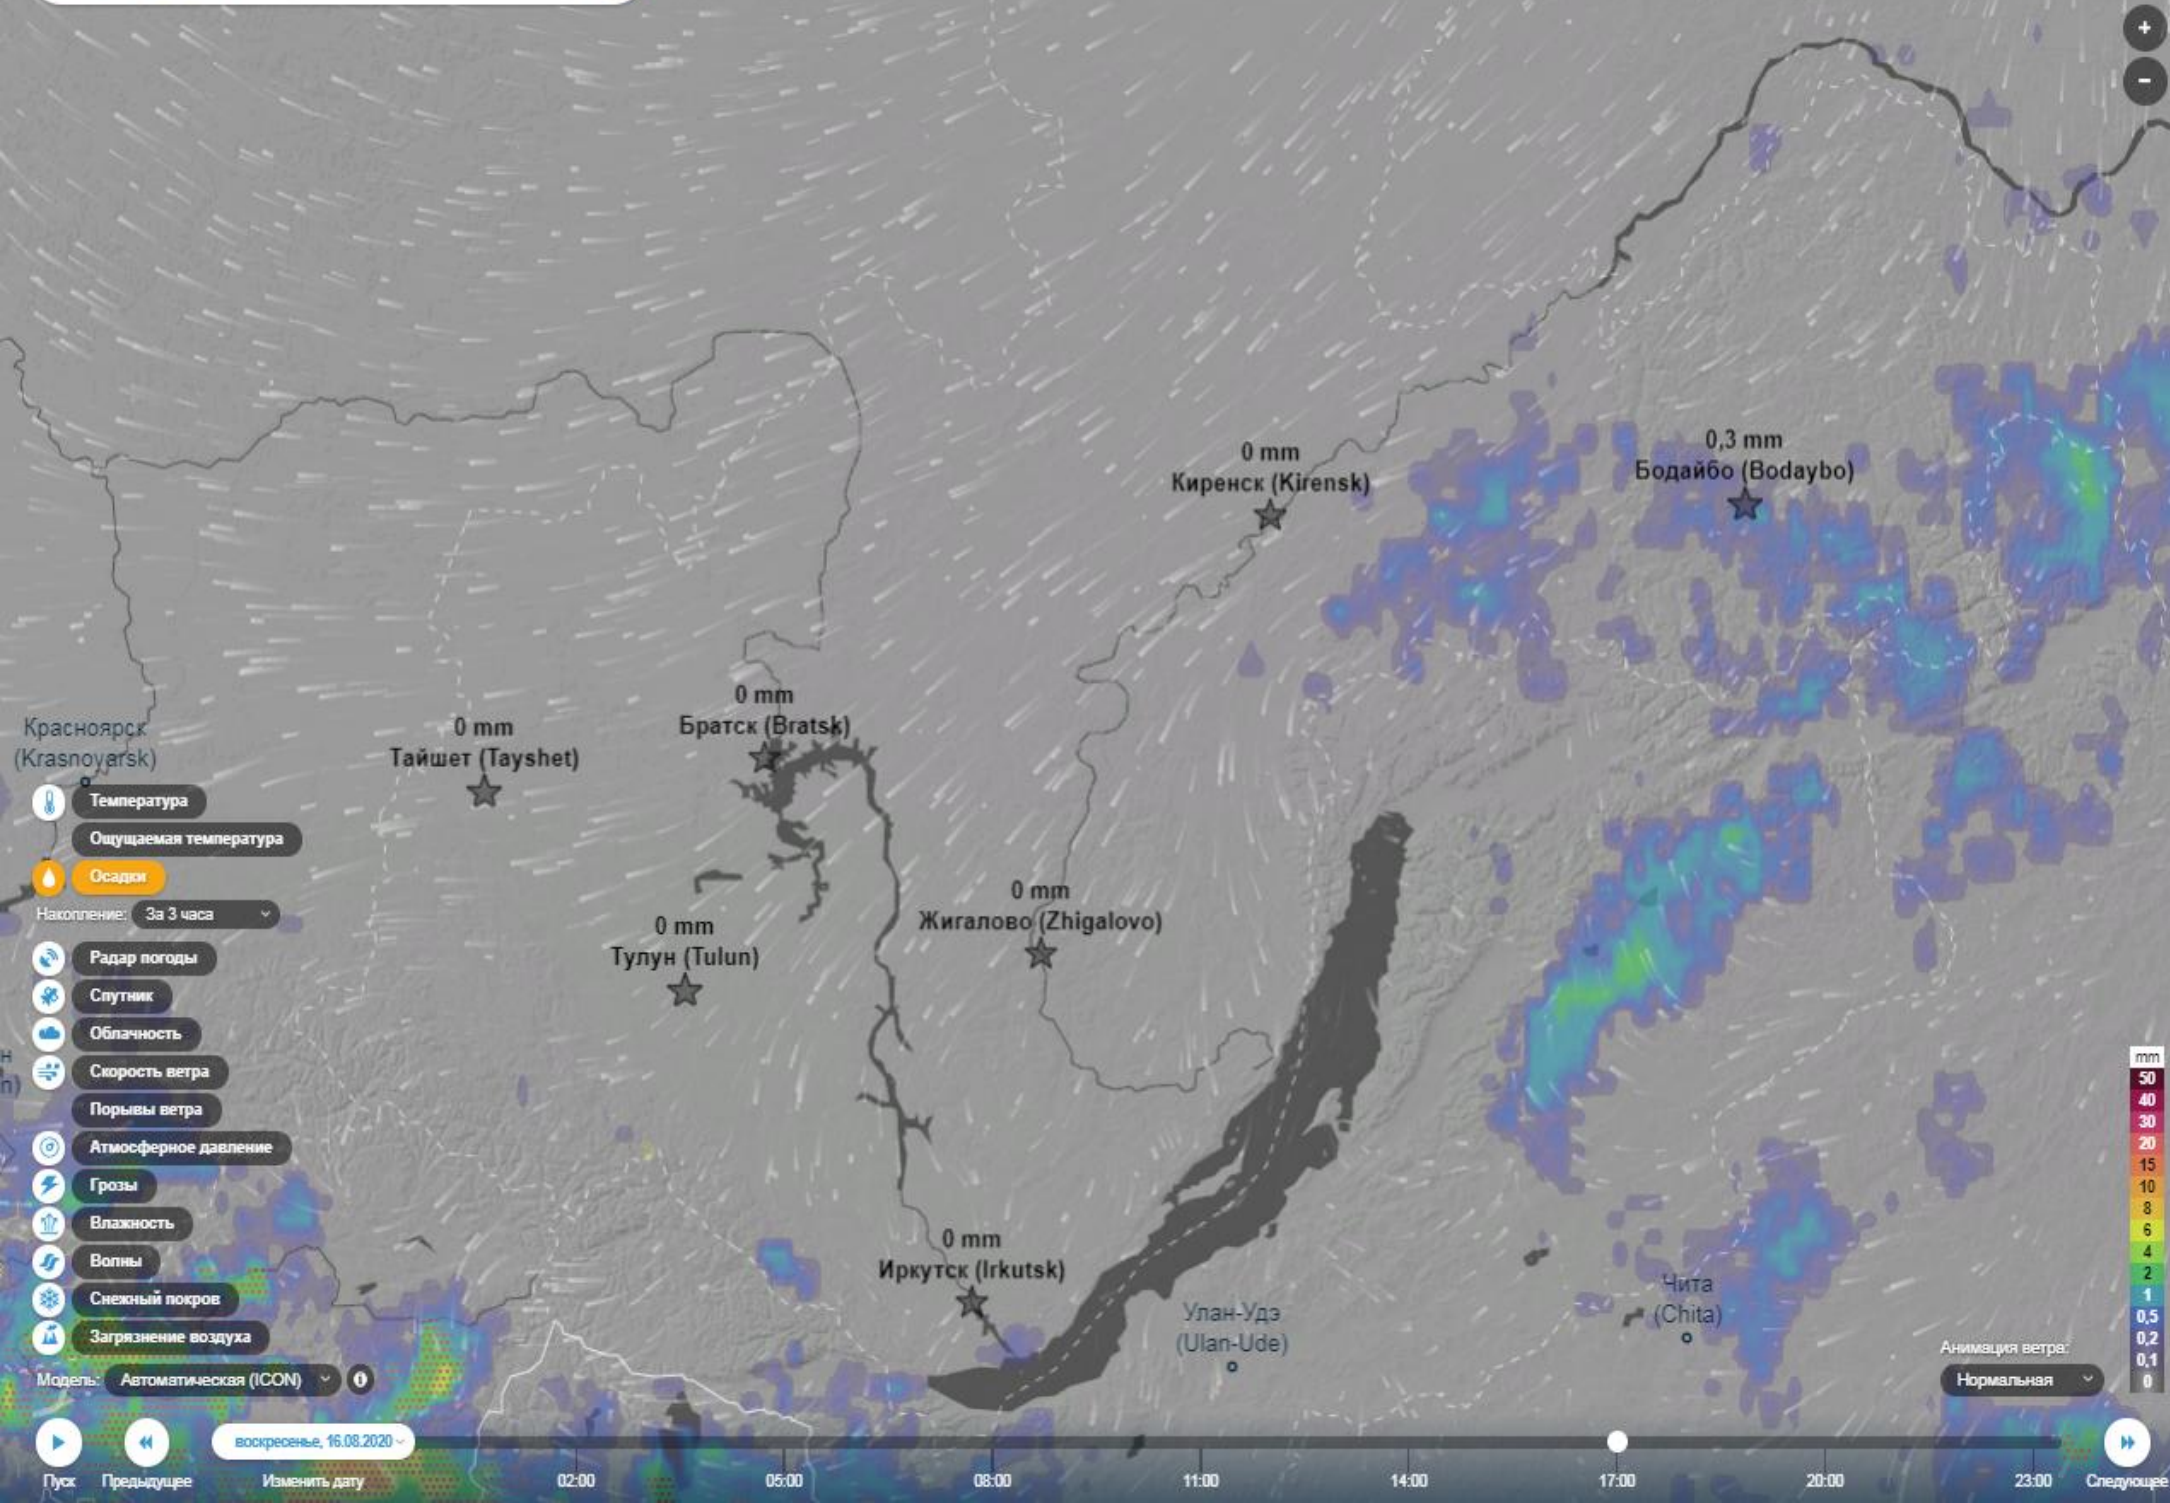 0 mm
Киренск (Kirensk)
0,3 mm
Бодайбо (Bodaybo)
0 mm
Братск (Bratsk)
0 mm
Тайшет (Tayshet)
Красноярск
(Krasnoyarsk)
0 mm
Жигалово (Zhigalovo)
0 mm
Тулун (Tulun)
0 mm
Иркутск (Irkutsk)
Улан-Удэ
(Ulan-Ude)
Чита
(Chita)
н
n)
Температура
Ощущаемая температура
Осадки
Накопление: За 3 часа
Радар погоды
Спутник
Облачность
Скорость ветра
Порывы ветра
Атмосферное давление
Грозы
Влажность
Волны
Снежный покров
Загрязнение воздуха
Модель: Автоматическая (ICON)
+
−
mm
50
40
30
20
15
10
8
6
4
2
1
0,5
0,2
0,1
0
Анимация ветра:
Нормальная
воскресенье, 16.08.2020
Пуск Предыдущее Изменить дату 02:00 05:00 08:00 11:00 14:00 17:00 20:00 23:00 Следующее